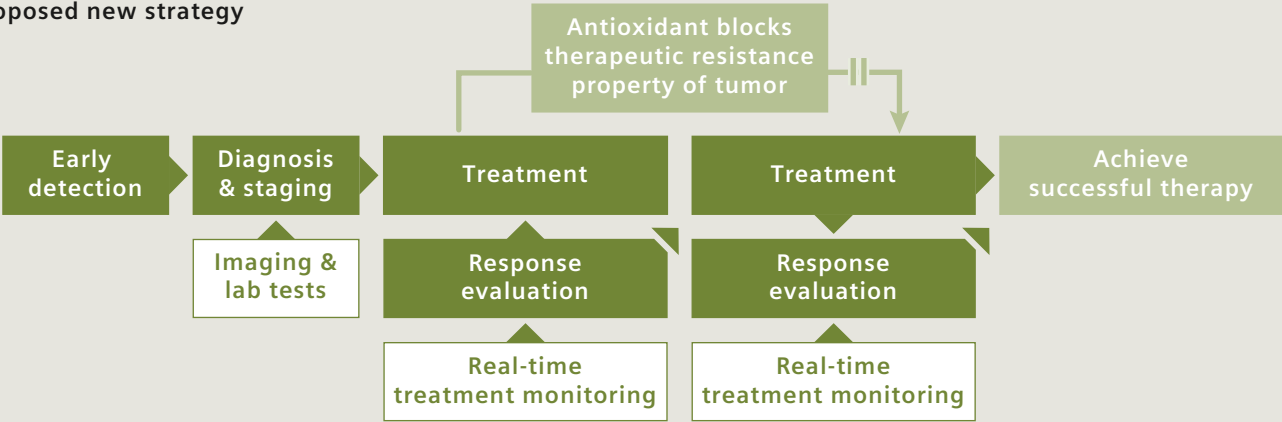 new strategy
Antioxidant blocks
therapeutic resistance
property of tumor
Early
detection
Diagnosis
& staging
Treatment
Treatment
Achieve
successful therapy
Imaging &
lab tests
Response
evaluation
Response
evaluation
Real-time
treatment monitoring
Real-time
treatment monitoring